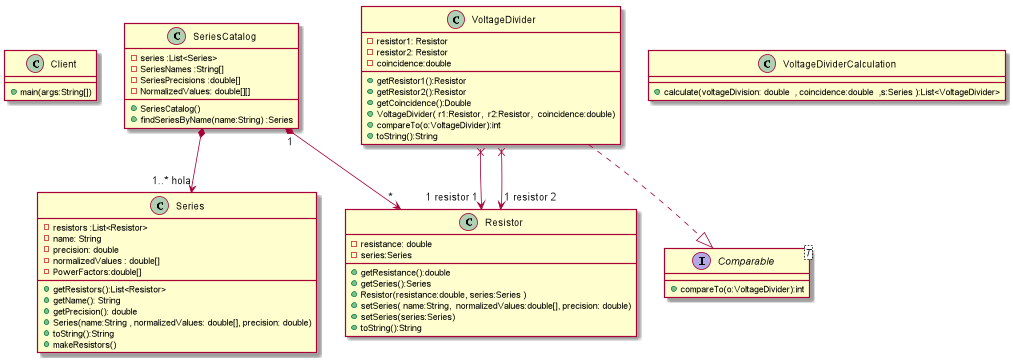 Client
main(args:String[])
SeriesCatalog
series :List<Series>
SeriesNames :String[]
SeriesPrecisions :double[]
NormalizedValues: double[][]
SeriesCatalog()
findSeriesByName(name:String) :Series
VoltageDivider
resistor1: Resistor
resistor2: Resistor
coincidence:double
getResistor1():Resistor
getResistor2():Resistor
getCoincidence():Double
VoltageDivider( r1:Resistor, r2:Resistor, coincidence:double)
compareTo(o:VoltageDivider):int
toString():String
VoltageDividerCalculation
calculate(voltageDivision: double , coincidence:double ,s:Series ):List<VoltageDivider>
1
1..* hola
*
1 resistor 1
1 resistor 2
Series
resistors :List<Resistor>
name: String
precision: double
normalizedValues : double[]
PowerFactors:double[]
getResistors():List<Resistor>
getName(): String
getPrecision(): double
Series(name:String , normalizedValues: double[], precision: double)
toString():String
makeResistors()
Resistor
resistance: double
series:Series
getResistance():double
getSeries():Series
Resistor(resistance:double, series:Series )
setSeries( name:String, normalizedValues:double[], precision: double)
setSeries(series:Series)
toString():String
Comparable
T
compareTo(o:VoltageDivider):int